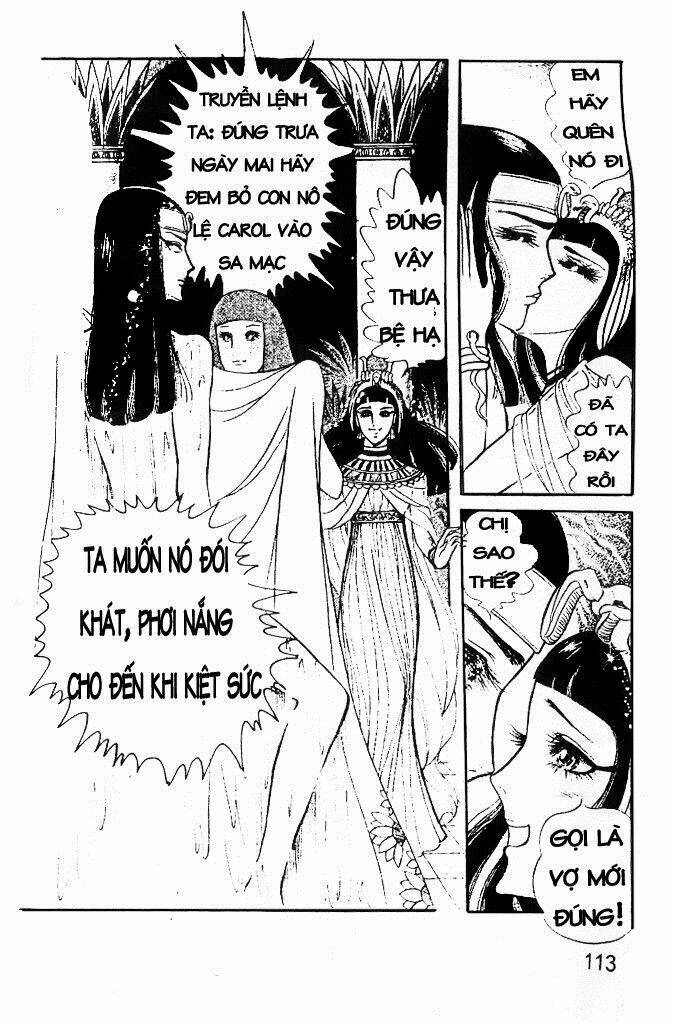 EM
HÃY
QUÊN
NÓ ĐI
ĐÃ
CÓ TA
ĐÂY
RỒI
CHỊ
SAO
THẾ?
GỌI LÀ
VỢ MỚI
ĐÚNG!
TRUYỀN LỆNH
TA: ĐÚNG TRƯA
NGÀY MAI HÃY
ĐEM BỎ CON NÔ
LỆ CAROL VÀO
SA MẠC
ĐÚNG
VẬY
THƯA
BỆ HẠ
TA MUỐN NÓ ĐÓI
KHÁT, PHƠI NẮNG
CHO ĐẾN KHI KIỆT SỨC
113